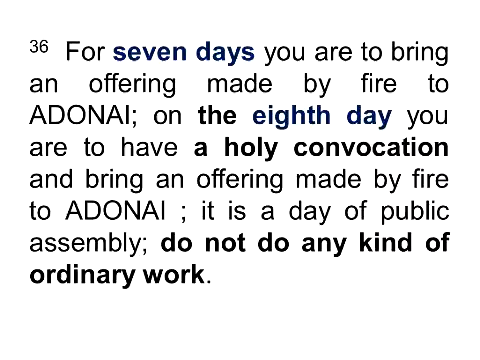 36 For seven days you are to bring
an offering made by fire to
ADONAI; on the eighth day you
are to have a holy convocation
and bring an offering made by fire
to ADONAI ; it is a day of public
assembly; do not do any kind of
ordinary work.